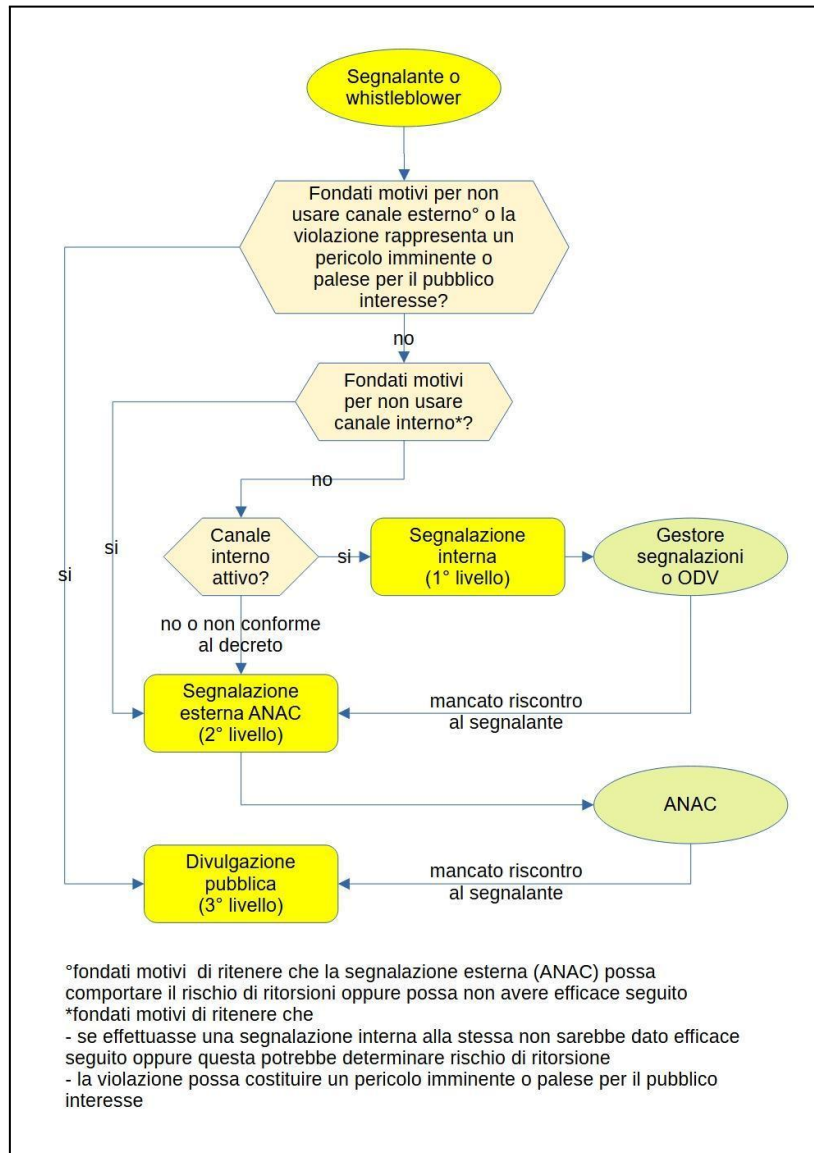 Segnalante o
whistleblower
Fondati motivi per non
usare canale esterno° o la
violazione rappresenta un
pericolo imminente o
palese per il pubblico
interesse?
no
Fondati motivi
per non usare
canale interno*?
no
Canale
interno
attivo?
si
Segnalazione
interna
(1° livello)
Gestore
segnalazioni
o ODV
si
si
no o non conforme
al decreto
Segnalazione
esterna ANAC
(2° livello)
mancato riscontro
al segnalante
ANAC
Divulgazione
pubblica
(3° livello)
mancato riscontro
al segnalante
°fondati motivi di ritenere che la segnalazione esterna (ANAC) possa
comportare il rischio di ritorsioni oppure possa non avere efficace seguito
*fondati motivi di ritenere che
- se effettuasse una segnalazione interna alla stessa non sarebbe dato efficace
seguito oppure questa potrebbe determinare rischio di ritorsione
- la violazione possa costituire un pericolo imminente o palese per il pubblico
interesse